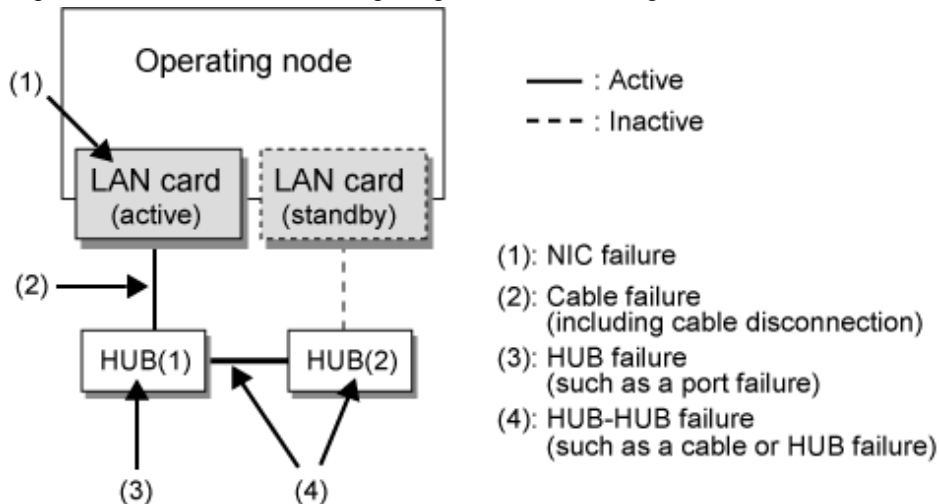 Operating node
(1)
: Active
: Inactive
LAN card
(active)
LAN card
(standby)
(2)
HUB(1)
HUB(2)
(3)
(4)
(1): NIC failure
(2): Cable failure
(including cable disconnection)
(3): HUB failure
(such as a port failure)
(4): HUB-HUB failure
(such as a cable or HUB failure)